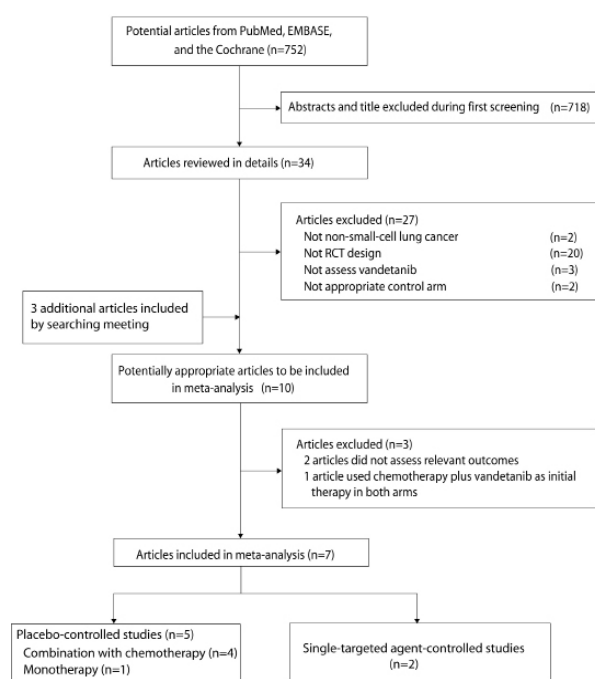 Potential articles from PubMed, EMBASE,
and the Cochrane (n=752)
Abstracts and title excluded during first screening (n=718)
Articles reviewed in details (n=34)
Articles excluded (n=27)
Not non-small-cell lung cancer (n=2)
Not RCT design (n=20)
Not assess vandetanib (n=3)
Not appropriate control arm (n=2)
3 additional articles included
by searching meeting
Potentially appropriate articles to be included
in meta-analysis (n=10)
Articles excluded (n=3)
2 articles did not assess relevant outcomes
1 article used chemotherapy plus vandetanib as initial
therapy in both arms
Articles included in meta-analysis (n=7)
Placebo-controlled studies (n=5)
Combination with chemotherapy (n=4)
Monotherapy (n=1)
Single-targeted agent-controlled studies
(n=2)